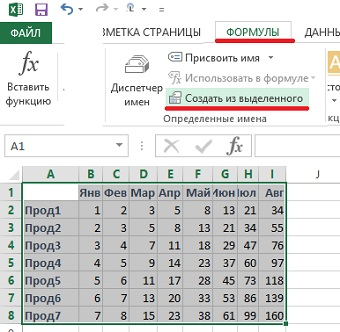 ФАЙЛ ЗМЕТКА СТРАНИЦЫ ФОРМУЛЫ ДАННЫ
fx Вставить функцию
Диспетчер имен
Присвоить имя
Использовать в формуле
Создать из выделенного
Определенные имена
A1 fx
A B C D E F G H I J
1 Янв Фев Мар Апр Май Июн Июл Авг
2 Прод1 1 2 3 5 8 13 21 34
3 Прод2 2 3 5 8 13 21 34 55
4 Прод3 3 4 7 11 18 29 47 76
5 Прод4 4 5 9 14 23 37 60 97
6 Прод5 5 6 11 17 28 45 73 118
7 Прод6 6 7 13 20 33 53 86 139
8 Прод7 7 8 15 23 38 61 99 160